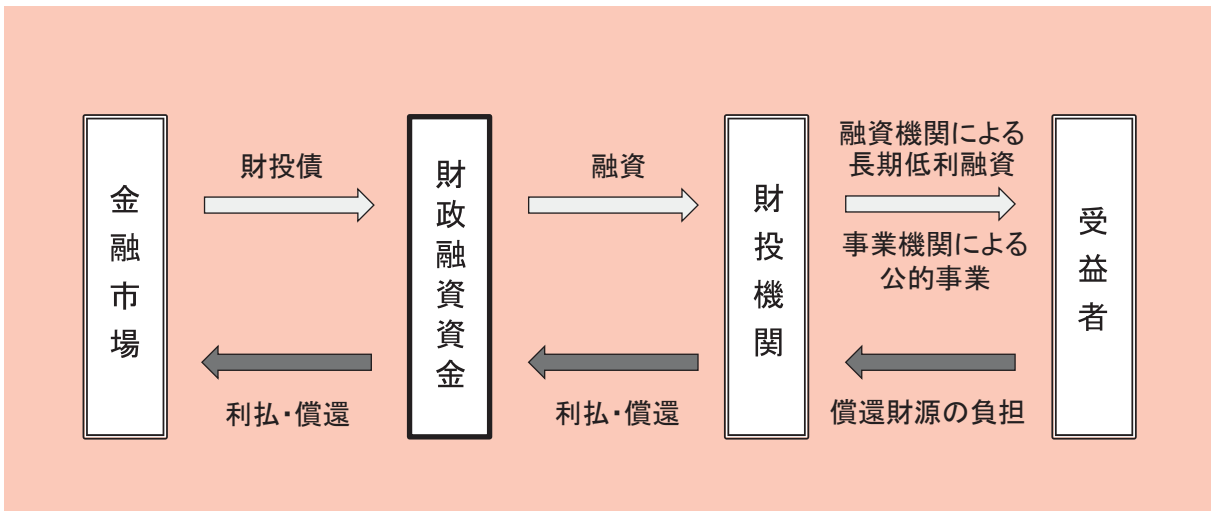 金融市場
財投債
利払・償還
財政融資資金
融資
利払・償還
財投機関
融資機関による
長期低利融資
事業機関による
公的事業
償還財源の負担
受益者